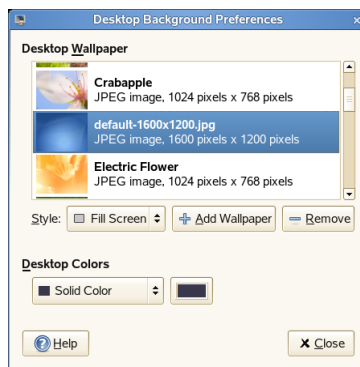 Desktop Background Preferences
Desktop Wallpaper
Crabapple
JPEG image, 1024 pixels x 768 pixels
default-1600x1200.jpg
JPEG image, 1600 pixels x 1200 pixels
Electric Flower
JPEG image, 1024 pixels x 768 pixels
Style: Fill Screen Add Wallpaper Remove
Desktop Colors
Solid Color
Help Close